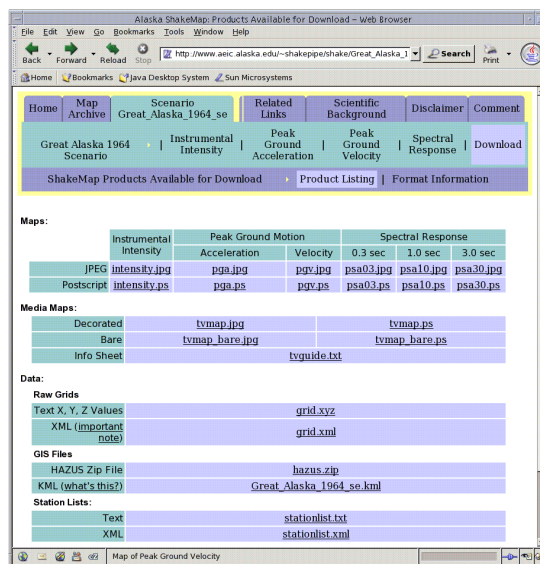 Alaska ShakeMap: Products Available for Download – Web Browser
File Edit View Go Bookmarks Tools Window Help
Back Forward Reload Stop http://www.aeic.alaska.edu/~shakepipe/shake/Great_Alaska_1 Search Print
Home Bookmarks Java Desktop System Sun Microsystems
Home Map Archive Scenario Great_Alaska_1964_se Related Links Scientific Background Disclaimer Comment
Great Alaska 1964 Scenario | Instrumental Intensity | Peak Ground Acceleration | Peak Ground Velocity | Spectral Response | Download
ShakeMap Products Available for Download Product Listing | Format Information
Maps:
Instrumental Intensity Peak Ground Motion Spectral Response
Acceleration Velocity 0.3 sec 1.0 sec 3.0 sec
JPEG intensity.jpg pga.jpg pgv.jpg psa03.jpg psa10.jpg psa30.jpg
Postscript intensity.ps pga.ps pgv.ps psa03.ps psa10.ps psa30.ps
Media Maps:
Decorated tvmap.jpg tvmap.ps
Bare tvmap_bare.jpg tvmap_bare.ps
Info Sheet tvguide.txt
Data:
Raw Grids
Text X, Y, Z Values grid.xyz
XML (important note) grid.xml
GIS Files
HAZUS Zip File hazus.zip
KML (what's this?) Great_Alaska_1964_se.kml
Station Lists:
Text stationlist.txt
XML stationlist.xml
Map of Peak Ground Velocity